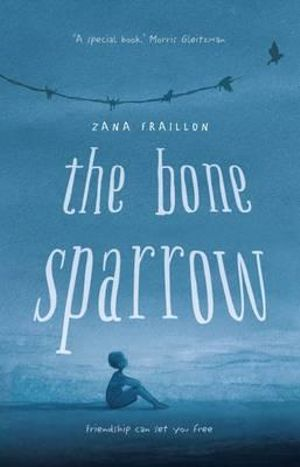 'A special book.' Morris Gleitzman
ZANA FRAILLON
the bone
sparrow
Friendship can set you free